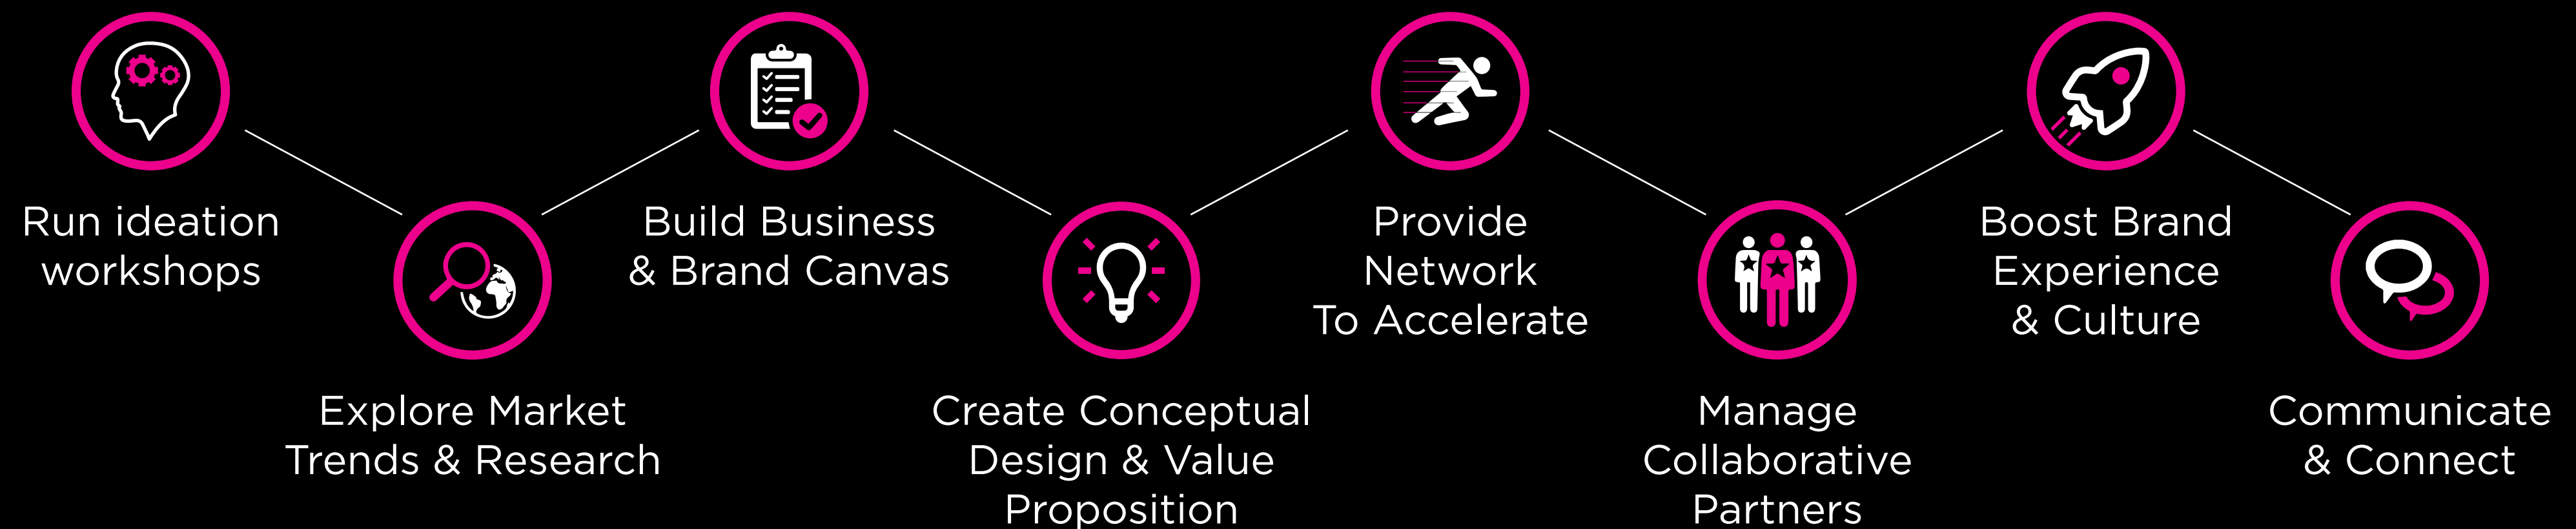 Run ideation
workshops
Explore Market
Trends & Research
Build Business
& Brand Canvas
Create Conceptual
Design & Value
Proposition
Provide
Network
To Accelerate
Manage
Collaborative
Partners
Boost Brand
Experience
& Culture
Communicate
& Connect